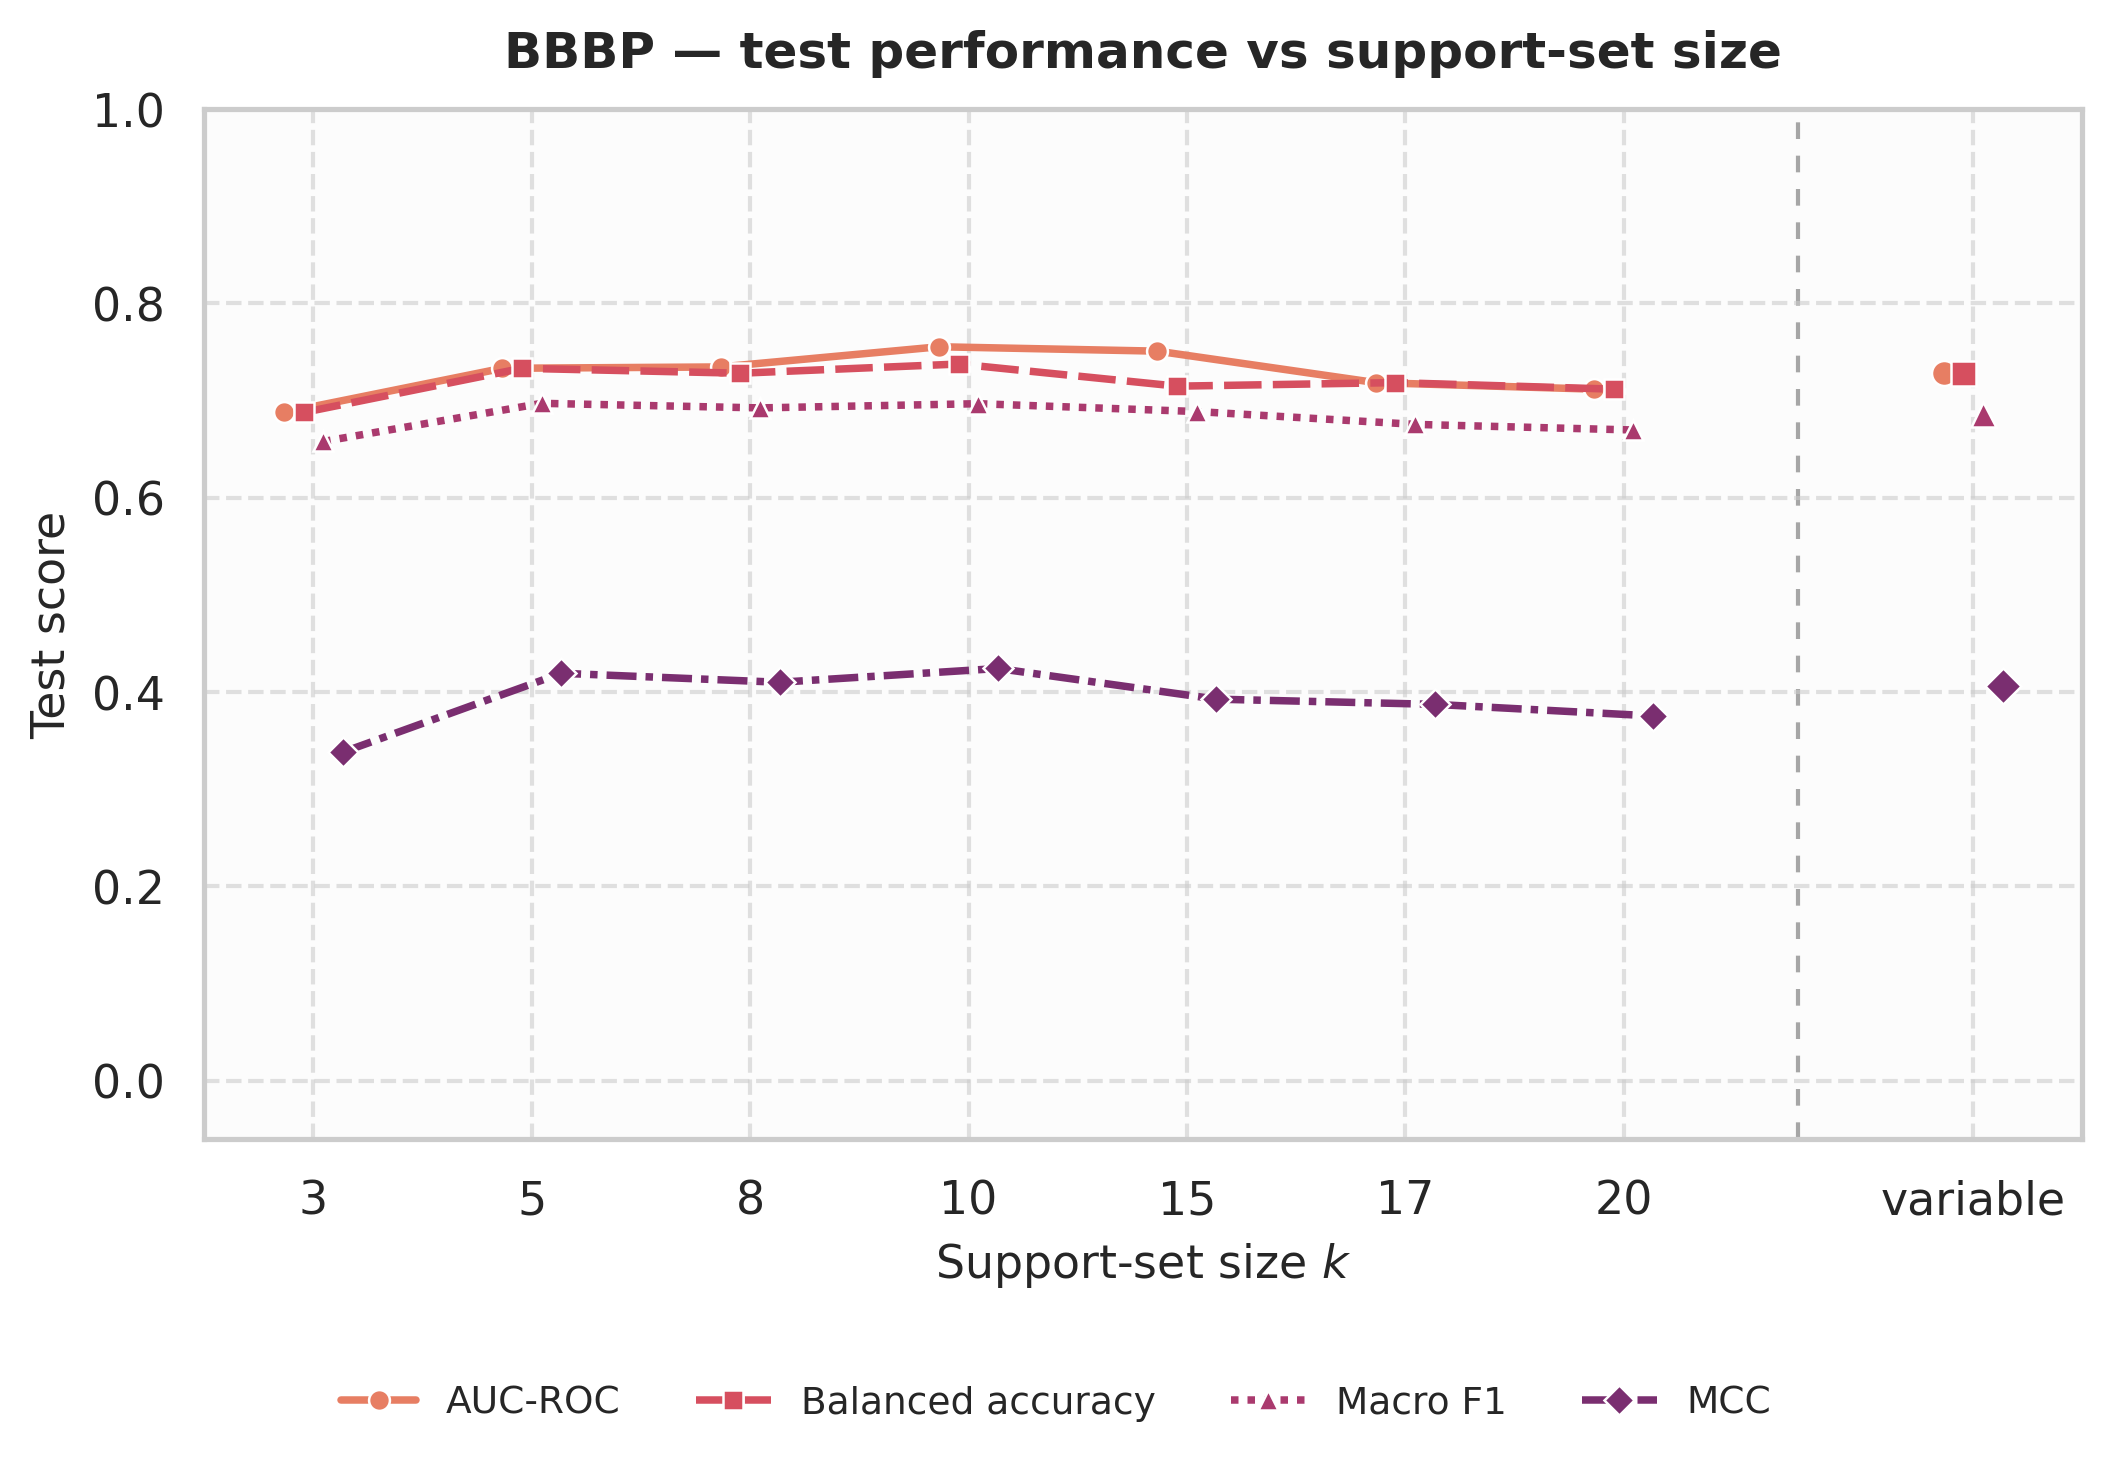 BBBP — test performance vs support-set size
1.0
0.8
0.6
0.4
0.2
0.0
Test score
3 5 8 10 15 17 20 variable
Support-set size k
AUC-ROC Balanced accuracy Macro F1 MCC